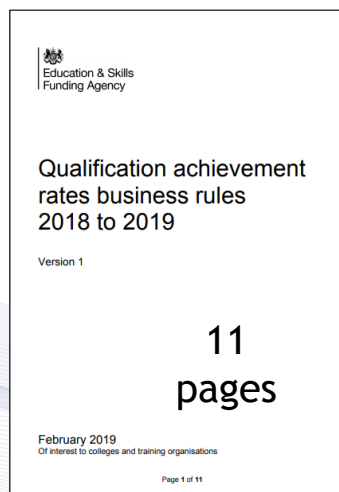 Education & Skills
Funding Agency
Qualification achievement
rates business rules
2018 to 2019
Version 1
11
pages
February 2019
Of interest to colleges and training organisations
Page 1 of 11